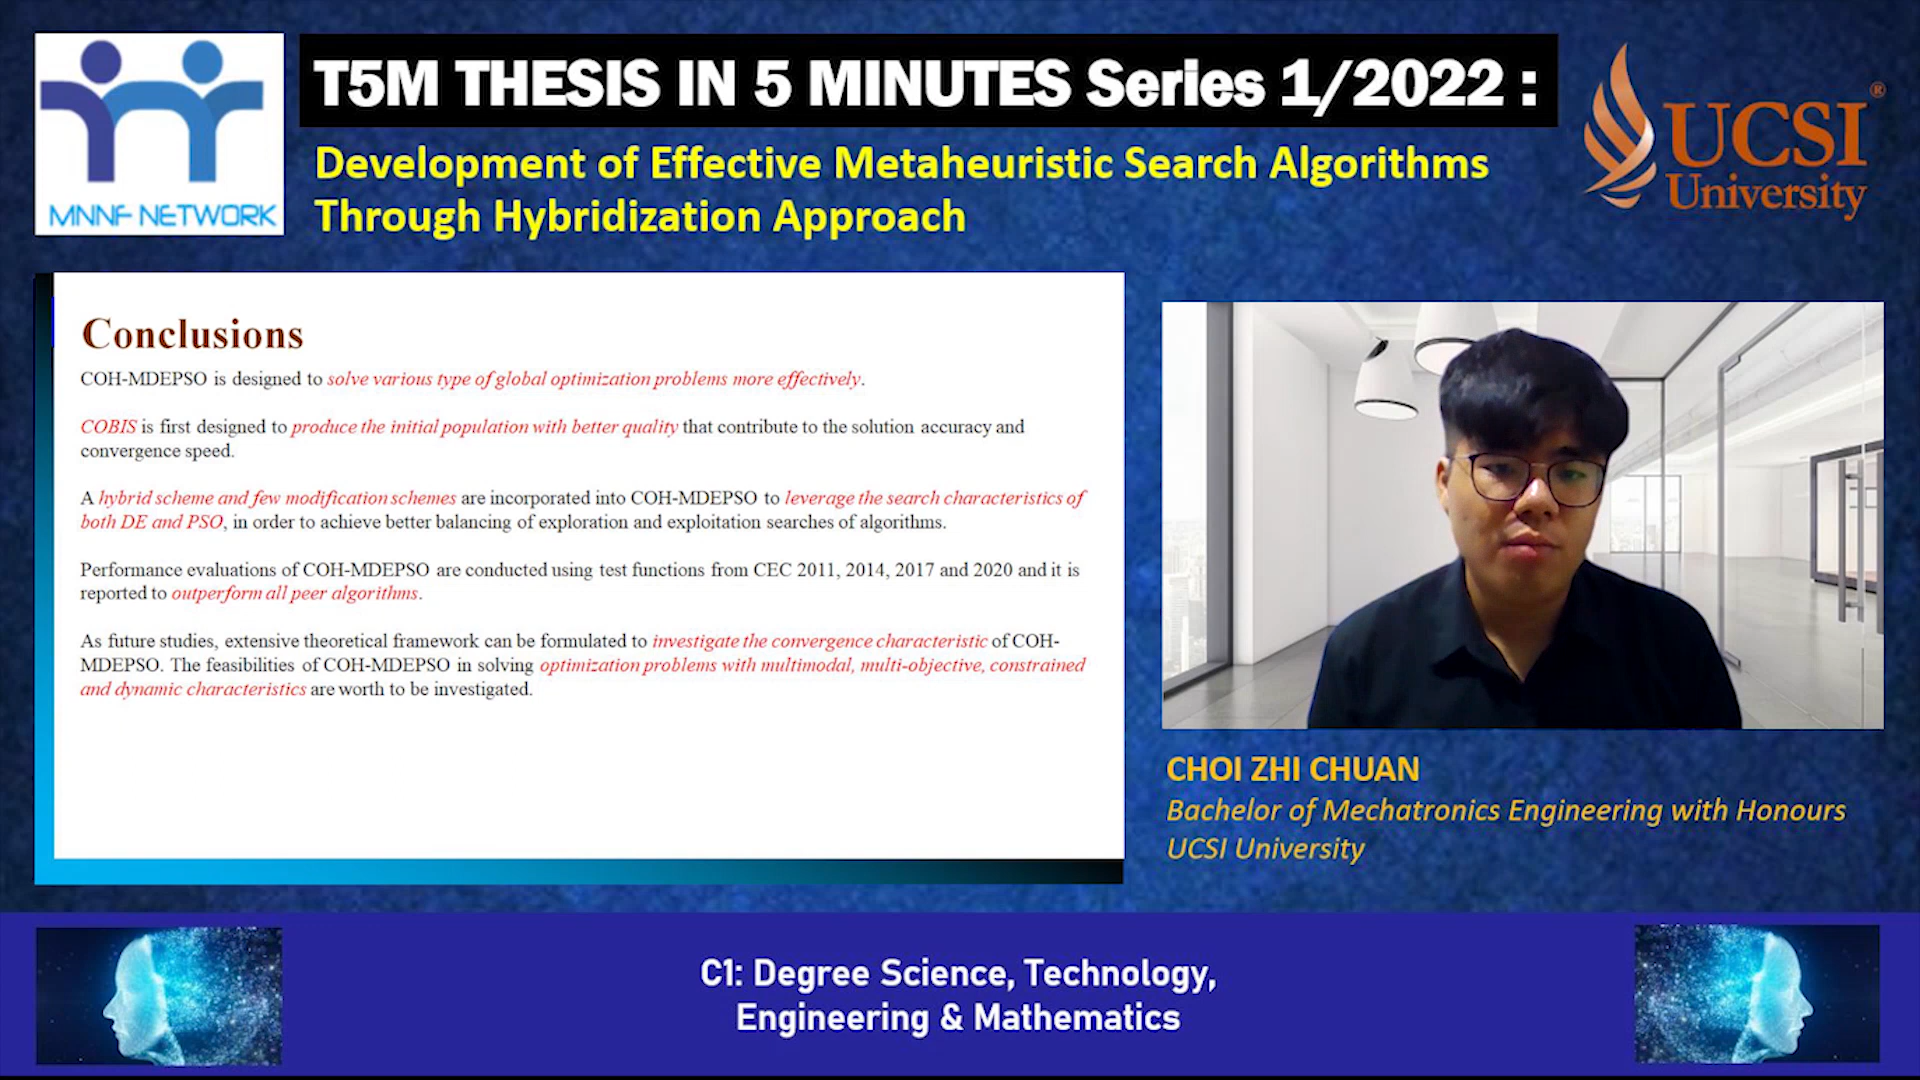 MNNF NETWORK
T5M THESIS IN 5 MINUTES Series 1/2022 :
Development of Effective Metaheuristic Search Algorithms
Through Hybridization Approach
UCSI®
University
Conclusions
COH-MDEPSO is designed to solve various type of global optimization problems more effectively.
COBIS is first designed to produce the initial population with better quality that contribute to the solution accuracy and
convergence speed.
A hybrid scheme and few modification schemes are incorporated into COH-MDEPSO to leverage the search characteristics of
both DE and PSO, in order to achieve better balancing of exploration and exploitation searches of algorithms.
Performance evaluations of COH-MDEPSO are conducted using test functions from CEC 2011, 2014, 2017 and 2020 and it is
reported to outperform all peer algorithms.
As future studies, extensive theoretical framework can be formulated to investigate the convergence characteristic of COH-
MDEPSO. The feasibilities of COH-MDEPSO in solving optimization problems with multimodal, multi-objective, constrained
and dynamic characteristics are worth to be investigated.
CHOI ZHI CHUAN
Bachelor of Mechatronics Engineering with Honours
UCSI University
C1: Degree Science, Technology,
Engineering & Mathematics